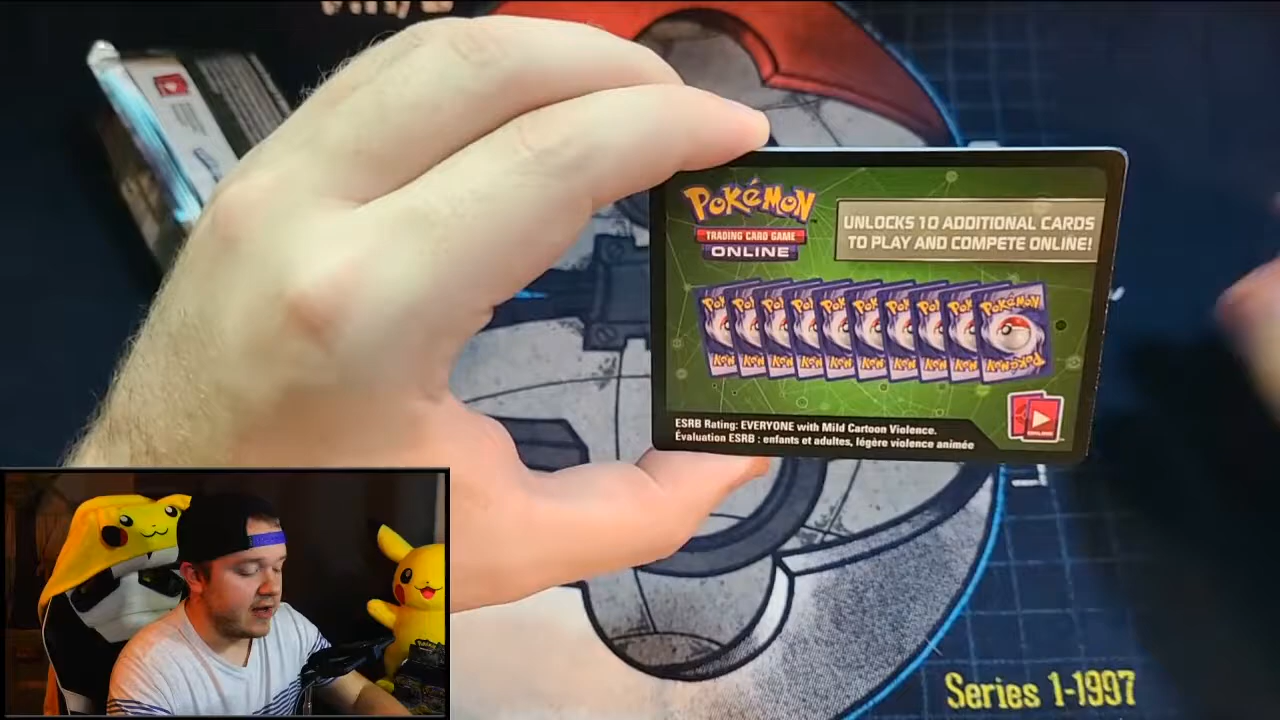 POKéMON
TRADING CARD GAME
ONLINE
UNLOCKS 10 ADDITIONAL CARDS
TO PLAY AND COMPETE ONLINE!
POKéMON
ESRB Rating: EVERYONE with Mild Cartoon Violence.
Évaluation ESRB : enfants et adultes, légère violence animée
Series 1-1997